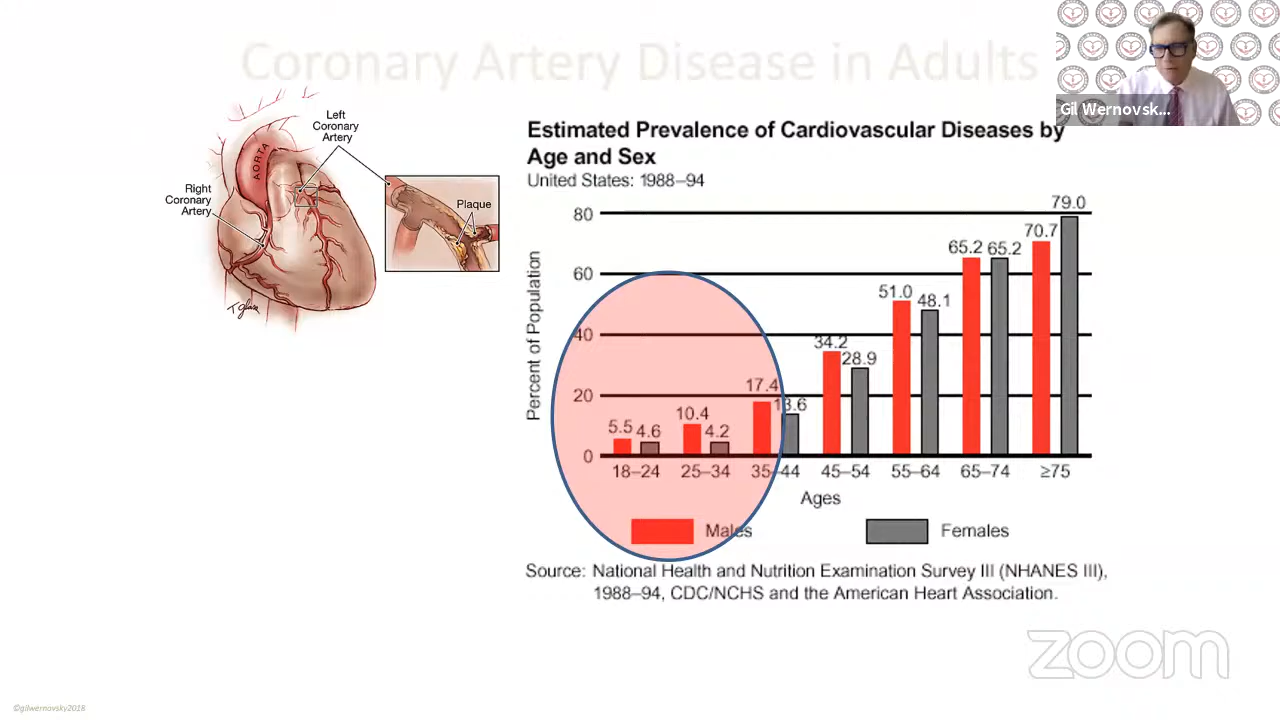 Coronary Artery Disease in Adults
Gil Wernovsk...
Left
Coronary
Artery
AORTA
Right
Coronary
Artery
Plaque
Estimated Prevalence of Cardiovascular Diseases by
Age and Sex
United States: 1988–94
Percent of Population
80
60
40
20
0
5.5
4.6
10.4
4.2
17.4
13.6
34.2
28.9
51.0
48.1
65.2
65.2
70.7
79.0
18–24
25–34
35–44
45–54
55–64
65–74
≥75
Ages
Males
Females
Source: National Health and Nutrition Examination Survey III (NHANES III),
1988–94, CDC/NCHS and the American Heart Association.
zoom
©gilwernovsky2018